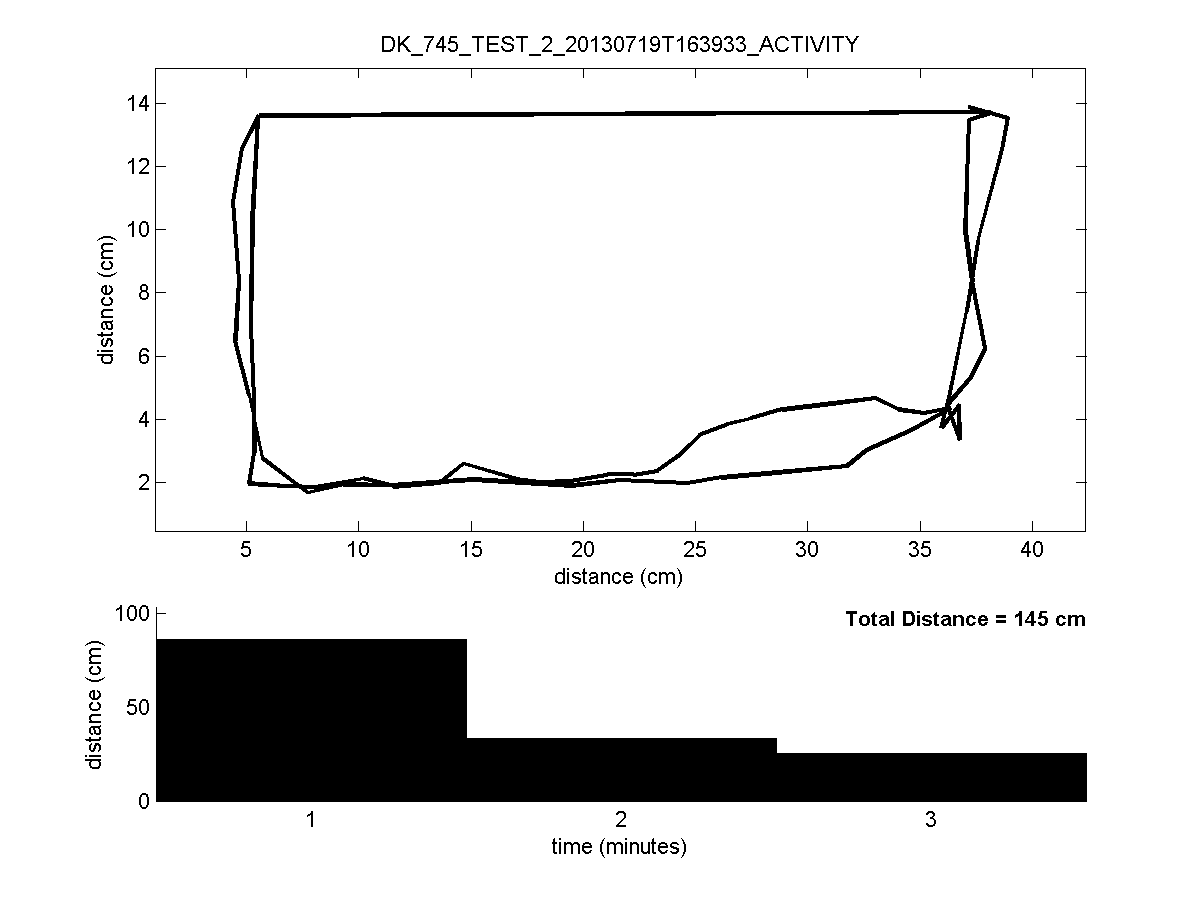 DK_745_TEST_2_20130719T163933_ACTIVITY
14
12
10
8
6
4
2
distance (cm)
5 10 15 20 25 30 35 40
distance (cm)
Total Distance = 145 cm
100
50
0
distance (cm)
1 2 3
time (minutes)